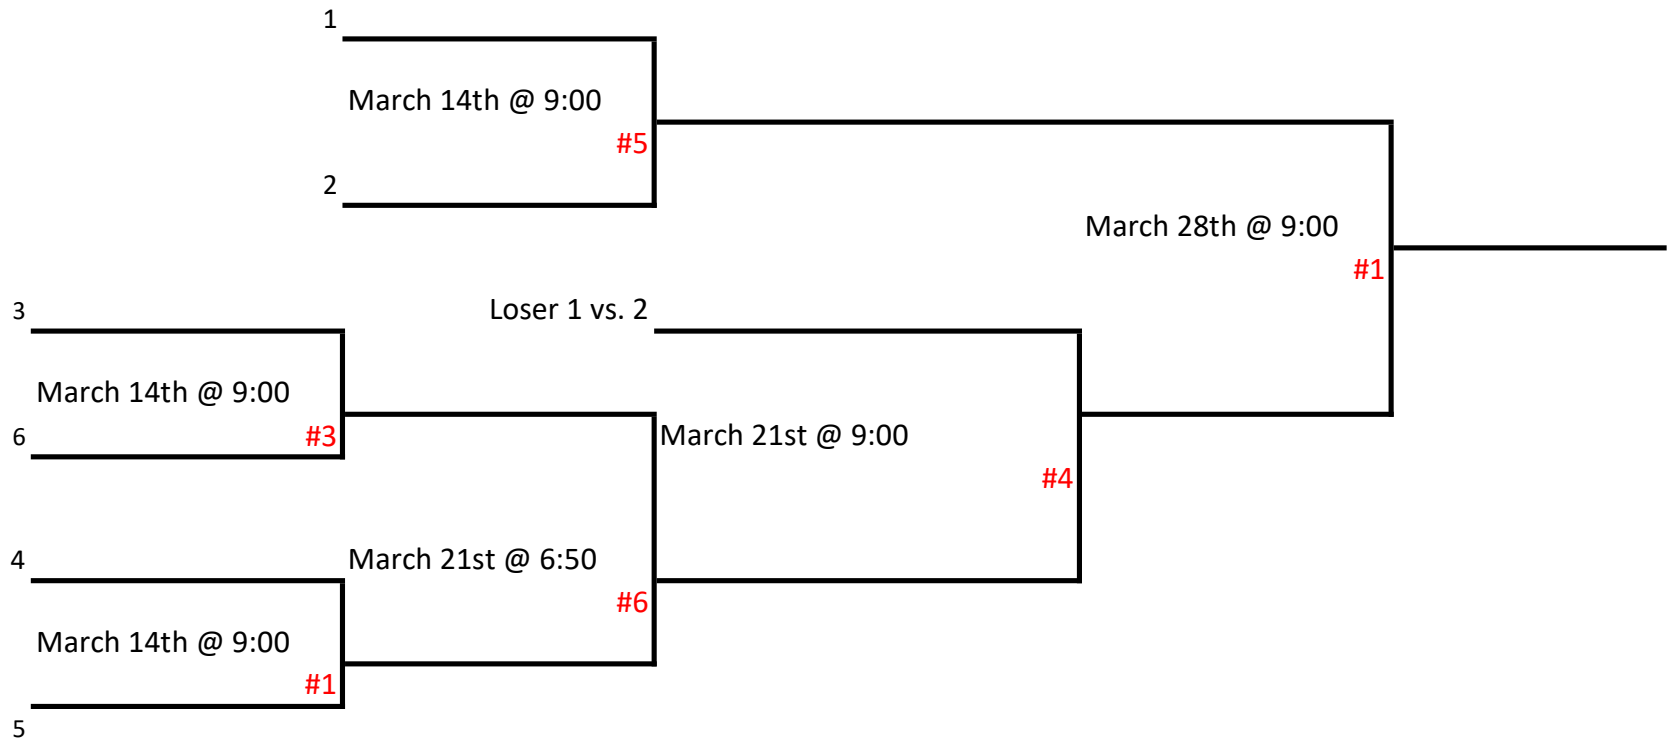 1
March 14th @ 9:00
#5
2
March 28th @ 9:00
#1
3
Loser 1 vs. 2
March 14th @ 9:00
6
#3
March 21st @ 9:00
#4
4
March 21st @ 6:50
#6
March 14th @ 9:00
#1
5